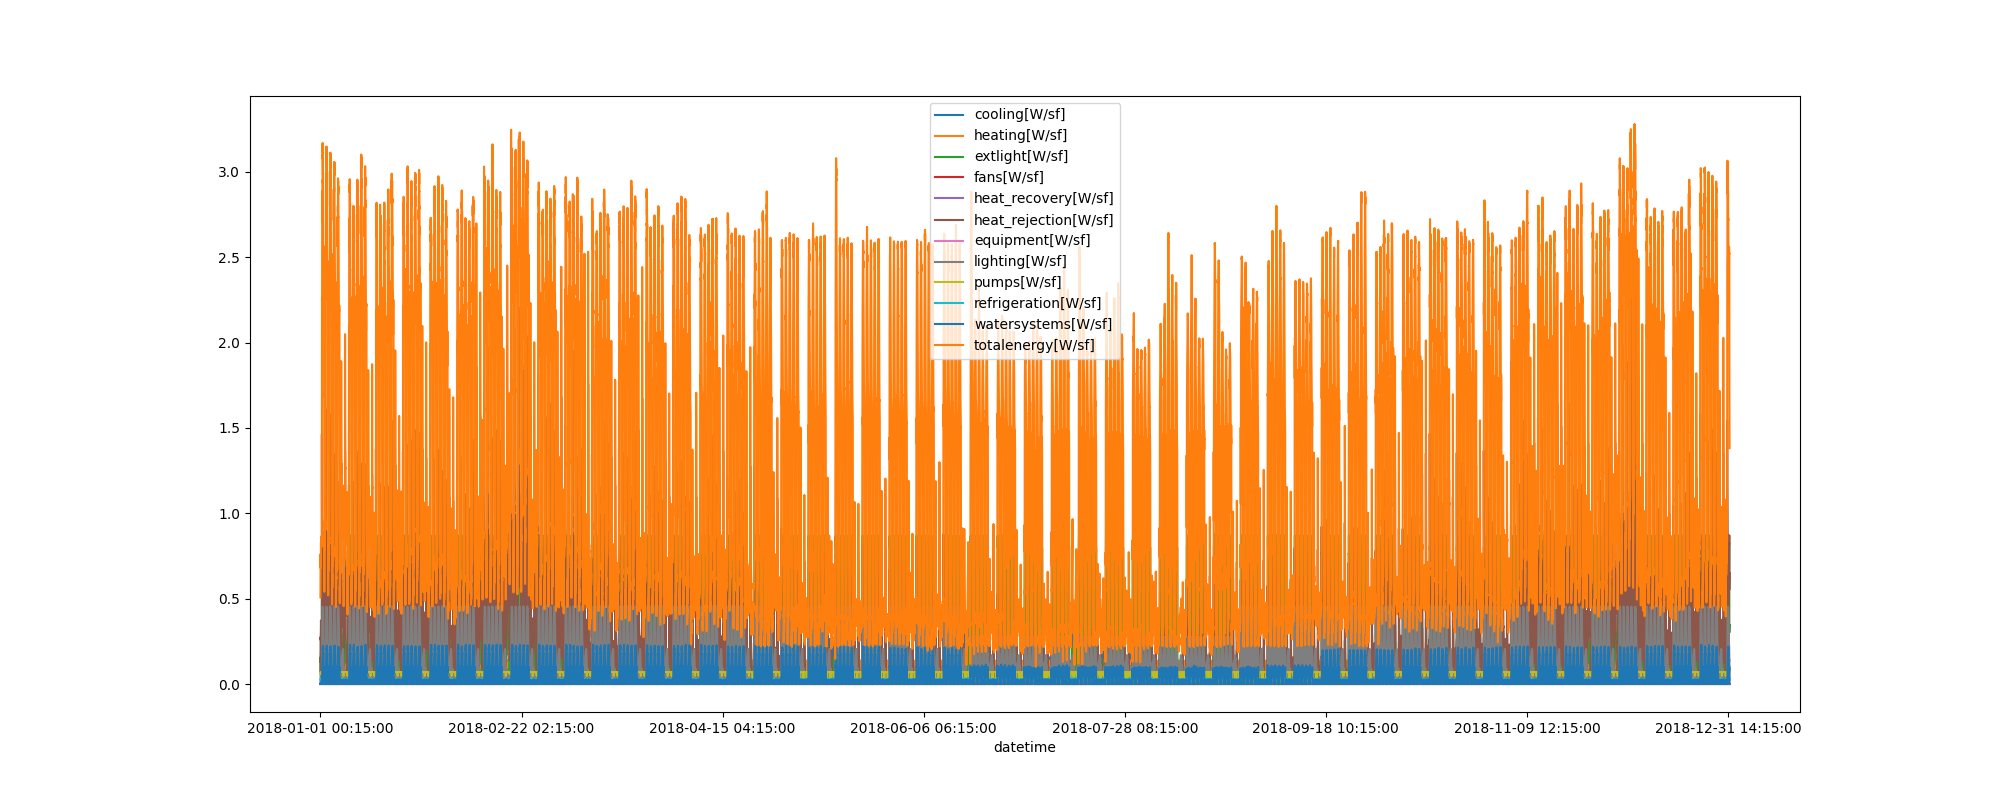 cooling[W/sf]
heating[W/sf]
extlight[W/sf]
fans[W/sf]
heat_recovery[W/sf]
heat_rejection[W/sf]
equipment[W/sf]
lighting[W/sf]
pumps[W/sf]
refrigeration[W/sf]
watersystems[W/sf]
totalenergy[W/sf]
3.0
2.5
2.0
1.5
1.0
0.5
0.0
2018-01-01 00:15:00 2018-02-22 02:15:00 2018-04-15 04:15:00 2018-06-06 06:15:00 2018-07-28 08:15:00 2018-09-18 10:15:00 2018-11-09 12:15:00 2018-12-31 14:15:00
datetime